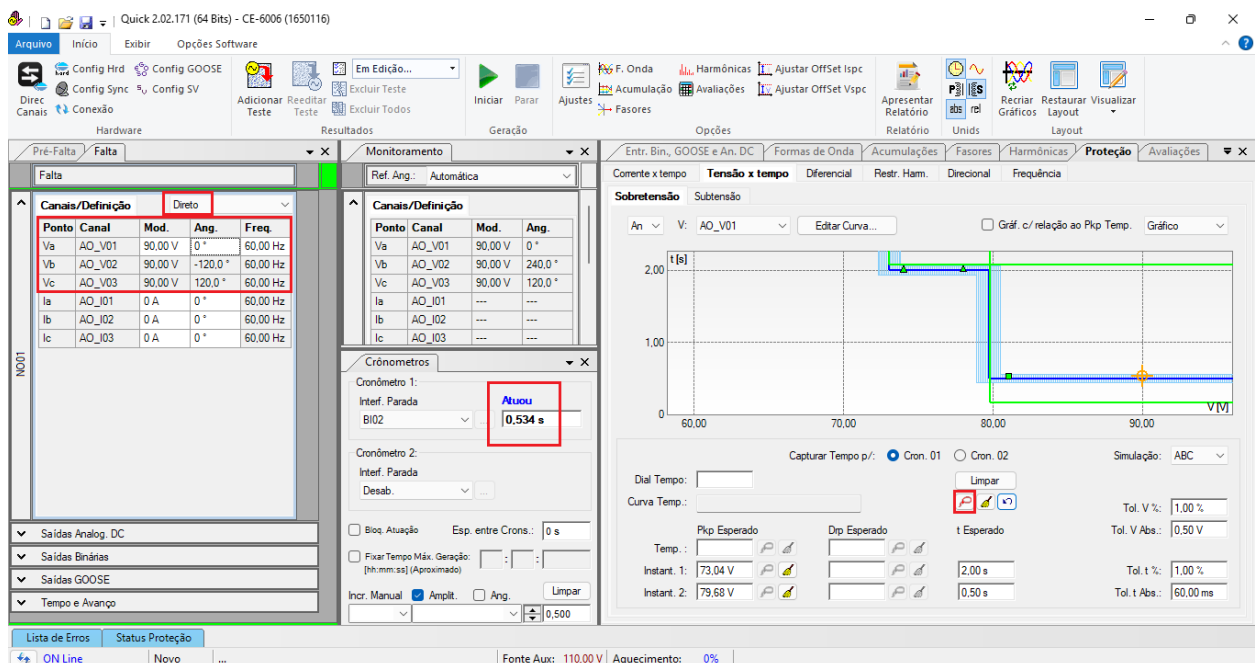 Quick 2.02.171 (64 Bits) - CE-6006 (1650116)
Arquivo Início Exibir Opções Software
Direc Canais
Config Hrd Config GOOSE
Config Sync Config SV
Conexão
Hardware
Adicionar Teste
Reeditar Teste
Em Edição...
Excluir Teste
Excluir Todos
Resultados
Iniciar Parar
Geração
Ajustes
F. Onda Harmônicas Ajustar OffSet Ispc
Acumulação Avaliações Ajustar OffSet Vspc
Fasores
Opções
Apresentar Relatório
Relatório
abs rel
Unids
Recriar Gráficos
Restaurar Layout
Visualizar
Layout
Pré-Falta Falta
Falta
Canais/Definição Direto
Ponto Canal Mod. Ang. Freq.
Va AO_V01 90,00 V 0 ° 60,00 Hz
Vb AO_V02 90,00 V -120,0 ° 60,00 Hz
Vc AO_V03 90,00 V 120,0 ° 60,00 Hz
Ia AO_I01 0 A 0 ° 60,00 Hz
Ib AO_I02 0 A 0 ° 60,00 Hz
Ic AO_I03 0 A 0 ° 60,00 Hz
NO01
Saídas Analog. DC
Saídas Binárias
Saídas GOOSE
Tempo e Avanço
Monitoramento
Ref. Ang.: Automática
Canais/Definição
Ponto Canal Mod. Ang.
Va AO_V01 90,00 V 0 °
Vb AO_V02 90,00 V 240,0 °
Vc AO_V03 90,00 V 120,0 °
Ia AO_I01 --- ---
Ib AO_I02 --- ---
Ic AO_I03 --- ---
Crônometros
Cronômetro 1:
Interf. Parada Atuou
BI02 ... 0,534 s
Cronômetro 2:
Interf. Parada
Desab. ...
Bloq. Atuação Esp. entre Crons.: 0 s
Fixar Tempo Máx. Geração: : :
[hh:mm:ss] (Aproximado)
Incr. Manual Amplit. Ang. Limpar
0,500
Entr. Bin., GOOSE e An. DC Formas de Onda Acumulações Fasores Harmônicas Proteção Avaliações
Corrente x tempo Tensão x tempo Diferencial Restr. Harm. Direcional Frequência
Sobretensão Subtensão
An V: AO_V01 Editar Curva... Gráf. c/ relação ao Pkp Temp. Gráfico
t [s]
2,00
1,00
0
60,00 70,00 80,00 90,00
V [V]
Capturar Tempo p/: Cron. 01 Cron. 02 Simulação: ABC
Dial Tempo: Limpar
Curva Temp.: Tol. V %: 1,00 %
Pkp Esperado Drp Esperado t Esperado Tol. V Abs.: 0,50 V
Temp. :
Instant. 1: 73,04 V 2,00 s Tol. t %: 1,00 %
Instant. 2: 79,68 V 0,50 s Tol. t Abs.: 60,00 ms
Lista de Erros Status Proteção
ON Line Novo ... Fonte Aux: 110,00 V Aquecimento: 0%